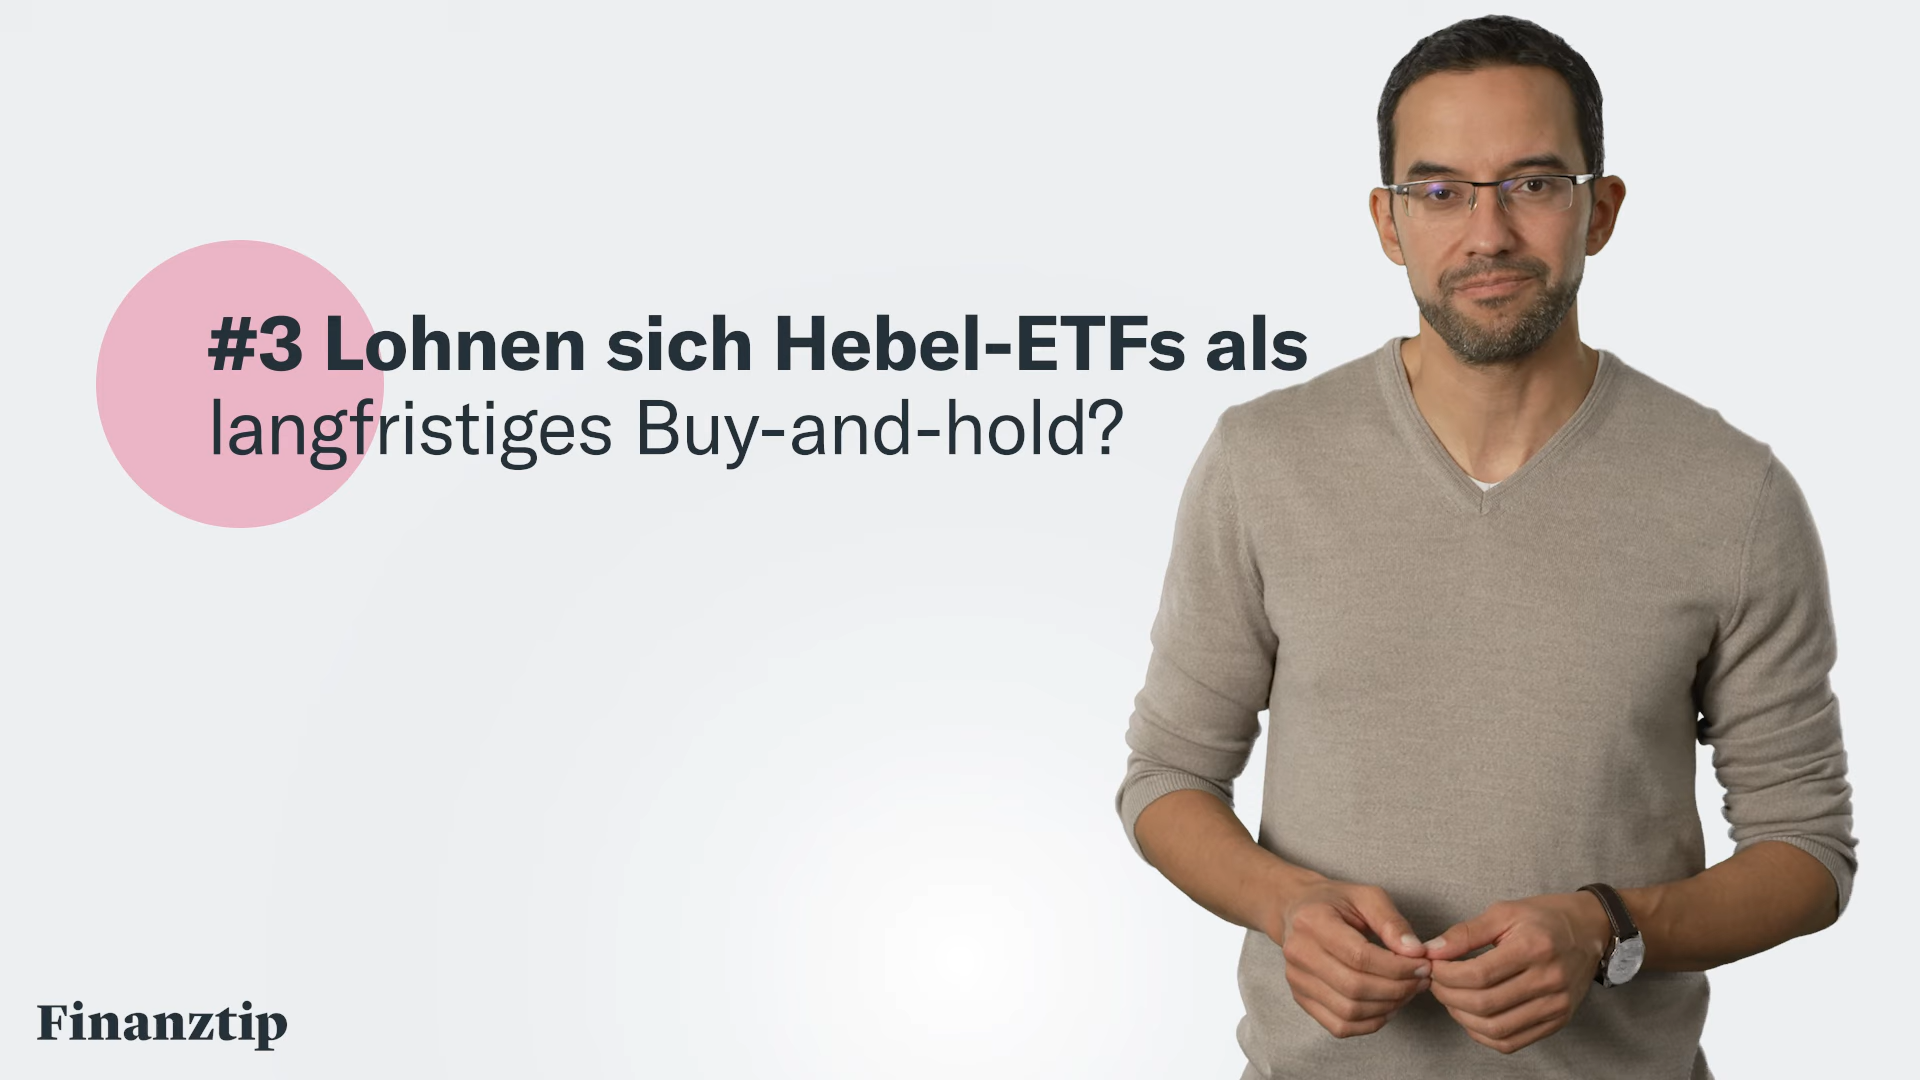 #3 Lohnen sich Hebel-ETFs als
langfristiges Buy-and-hold?
Finanztip